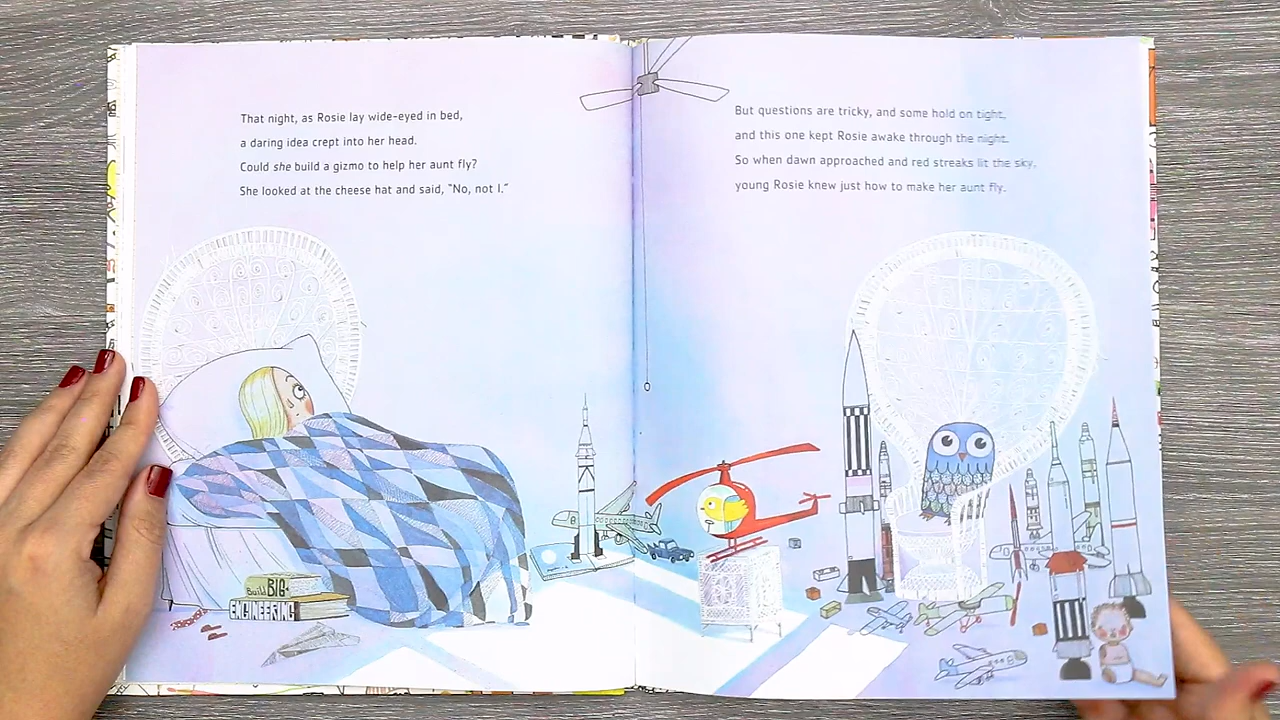 That night, as Rosie lay wide-eyed in bed,
a daring idea crept into her head.
Could she build a gizmo to help her aunt fly?
She looked at the cheese hat and said, “No, not I.”
But questions are tricky, and some hold on tight,
and this one kept Rosie awake through the night.
So when dawn approached and red streaks lit the sky,
young Rosie knew just how to make her aunt fly.
Build BIG
ENGINEERING